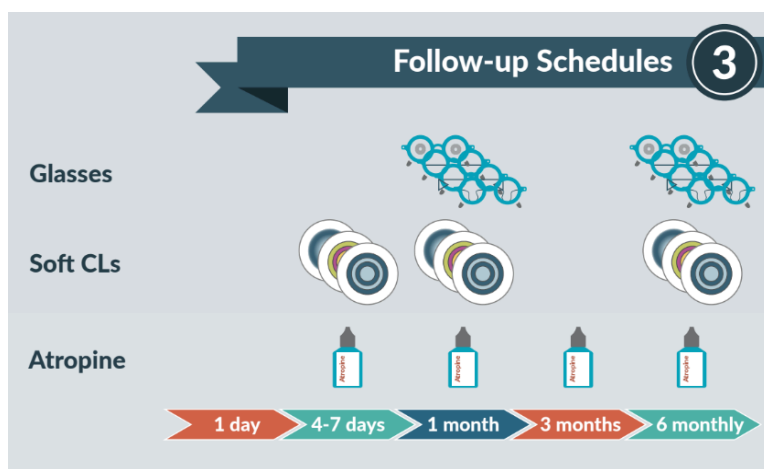 Follow-up Schedules 3
Glasses
Soft CLs
Atropine
Atropine Atropine Atropine Atropine
1 day 4-7 days 1 month 3 months 6 monthly